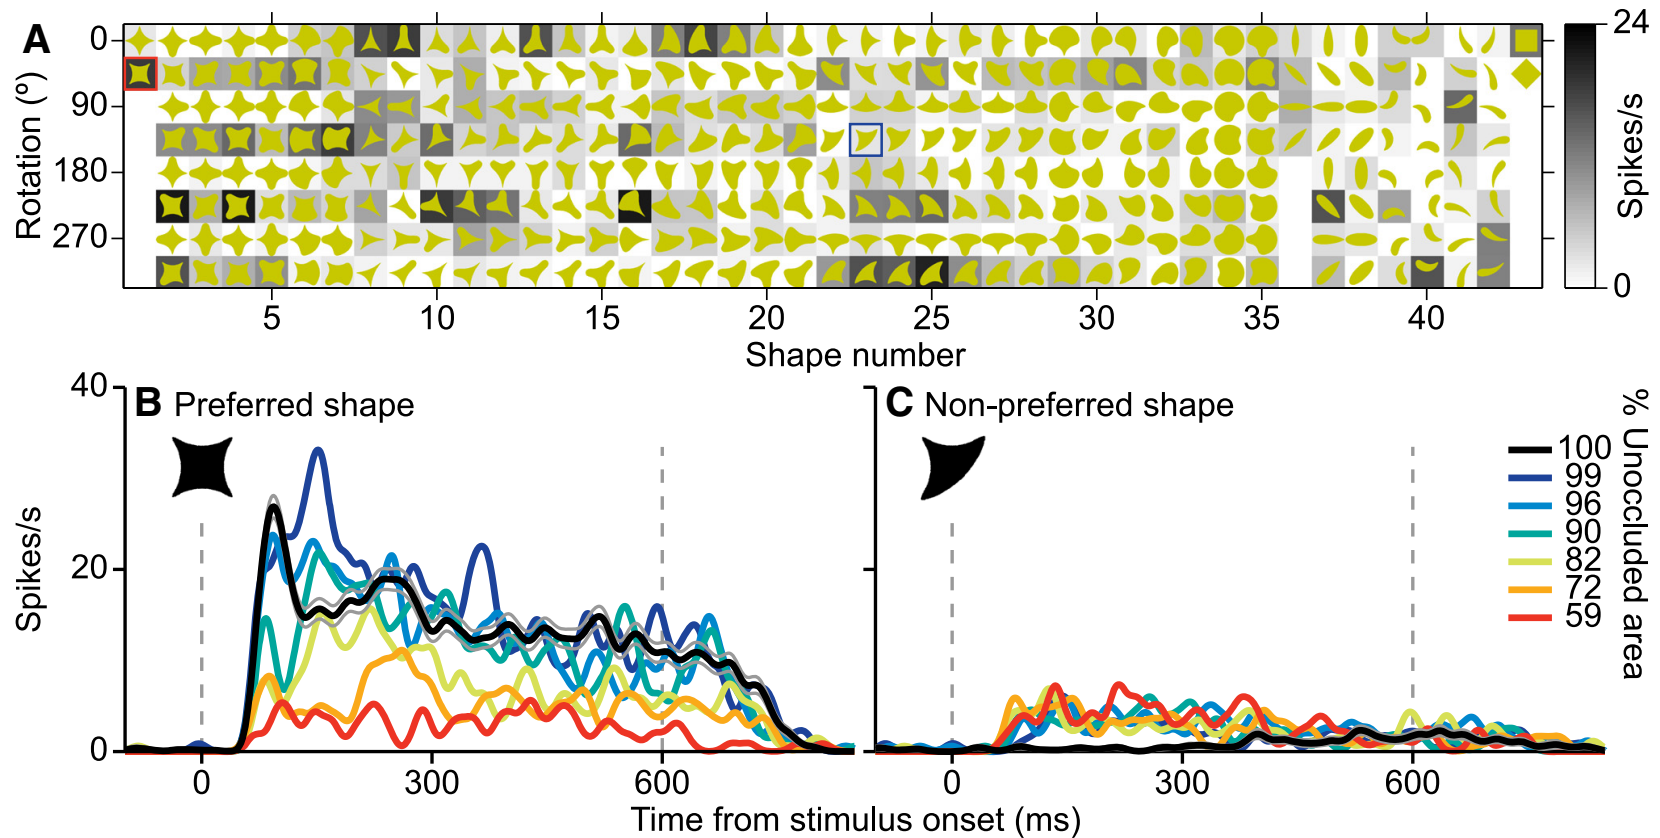 A
0
90
180
270
Rotation (º)
5 10 15 20 25 30 35 40
Shape number
24
0
Spikes/s
B Preferred shape
40
20
0
Spikes/s
0 300 600
C Non-preferred shape
0 300 600
Time from stimulus onset (ms)
100
99
96
90
82
72
59
% Unoccluded area